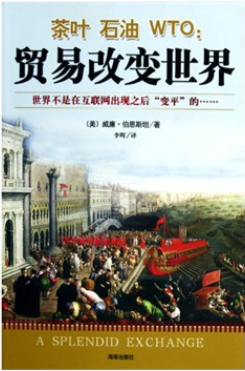 茶叶 石油 WTO：
贸易改变世界
世界不是在互联网出现之后“变平”的……
（美）威廉·伯恩斯坦/著
李晖/译
A SPLENDID EXCHANGE
海南出版社